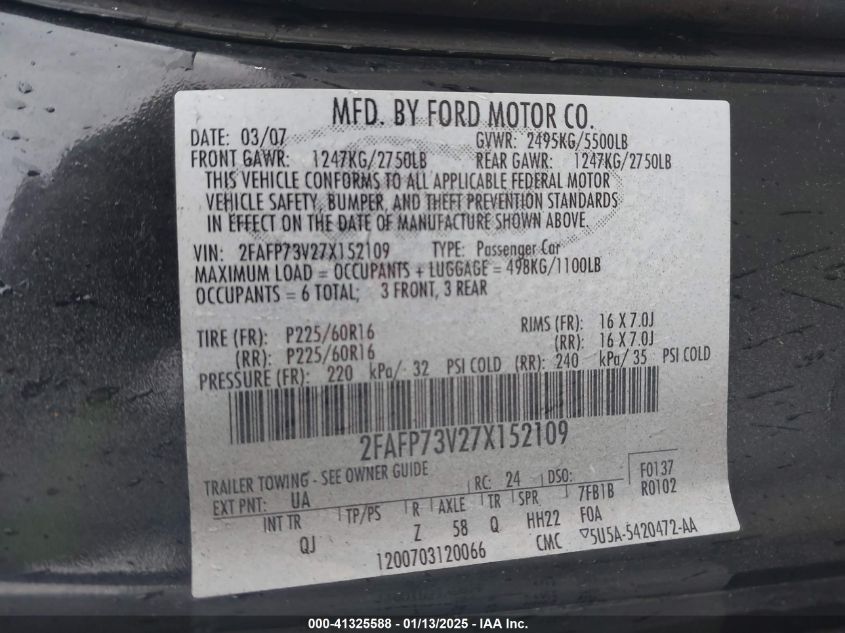 MFD. BY FORD MOTOR CO.
DATE: 03/07 GVWR: 2495KG/5500LB
FRONT GAWR: 1247KG/2750LB REAR GAWR: 1247KG/2750LB
THIS VEHICLE CONFORMS TO ALL APPLICABLE FEDERAL MOTOR
VEHICLE SAFETY, BUMPER, AND THEFT PREVENTION STANDARDS
IN EFFECT ON THE DATE OF MANUFACTURE SHOWN ABOVE.
VIN: 2FAFP73V27X152109 TYPE: Passenger Car
MAXIMUM LOAD = OCCUPANTS + LUGGAGE = 498KG/1100LB
OCCUPANTS = 6 TOTAL; 3 FRONT, 3 REAR
TIRE (FR): P225/60R16 RIMS (FR): 16 X 7.0J
(RR): P225/60R16 (RR): 16 X 7.0J
PRESSURE (FR): 220 kPa/ 32 PSI COLD (RR): 240 kPa/ 35 PSI COLD
2FAFP73V27X152109
TRAILER TOWING - SEE OWNER GUIDE
EXT PNT: UA RC: 24 DSO: F0137
INT TR TP/PS R AXLE TR SPR 7FB1B R0102
QJ Z 58 Q HH22 F0A
1200703120066 CMC ▽5U5A-5420472-AA
000-41325588 - 01/13/2025 - IAA Inc.